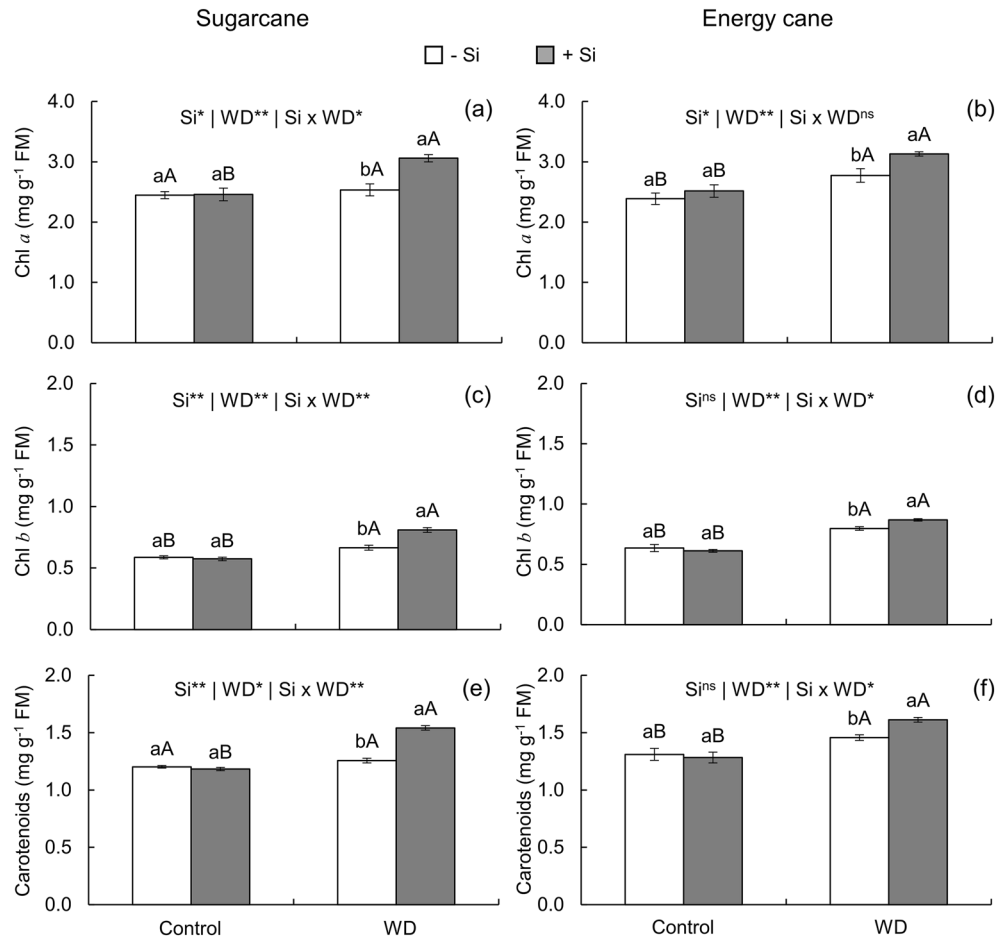 Sugarcane
Energy cane
- Si
+ Si
Si* | WD** | Si x WD*
(a)
Chl a (mg g⁻¹ FM)
4.0
3.0
2.0
1.0
0.0
aA
aB
bA
aA
Si* | WD** | Si x WDⁿˢ
(b)
Chl a (mg g⁻¹ FM)
4.0
3.0
2.0
1.0
0.0
aB
aB
bA
aA
Si** | WD** | Si x WD**
(c)
Chl b (mg g⁻¹ FM)
2.0
1.5
1.0
0.5
0.0
aB
aB
bA
aA
Siⁿˢ | WD** | Si x WD*
(d)
Chl b (mg g⁻¹ FM)
2.0
1.5
1.0
0.5
0.0
aB
aB
bA
aA
Si** | WD* | Si x WD**
(e)
Carotenoids (mg g⁻¹ FM)
2.0
1.5
1.0
0.5
0.0
aA
aB
bA
aA
Control
WD
Siⁿˢ | WD** | Si x WD*
(f)
Carotenoids (mg g⁻¹ FM)
2.0
1.5
1.0
0.5
0.0
aB
aB
bA
aA
Control
WD